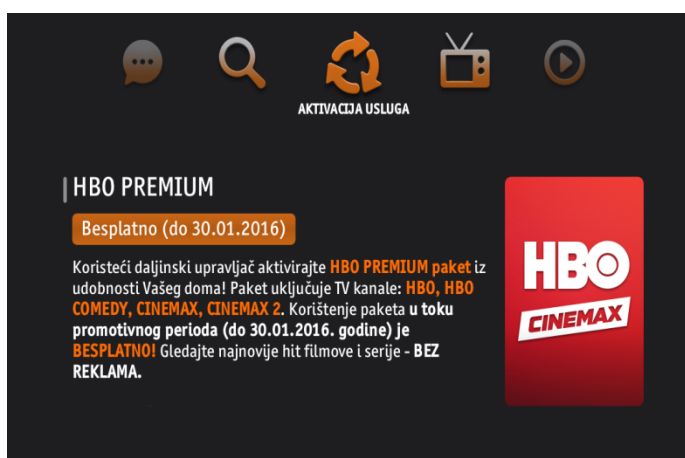 AKTIVACIJA USLUGA
HBO PREMIUM
Besplatno (do 30.01.2016)
Koristeći daljinski upravljač aktivirajte HBO PREMIUM paket iz
udobnosti Vašeg doma! Paket uključuje TV kanale: HBO, HBO
COMEDY, CINEMAX, CINEMAX 2. Korištenje paketa u toku
promotivnog perioda (do 30.01.2016. godine) je
BESPLATNO! Gledajte najnovije hit filmove i serije - BEZ
REKLAMA.
HBO
CINEMAX